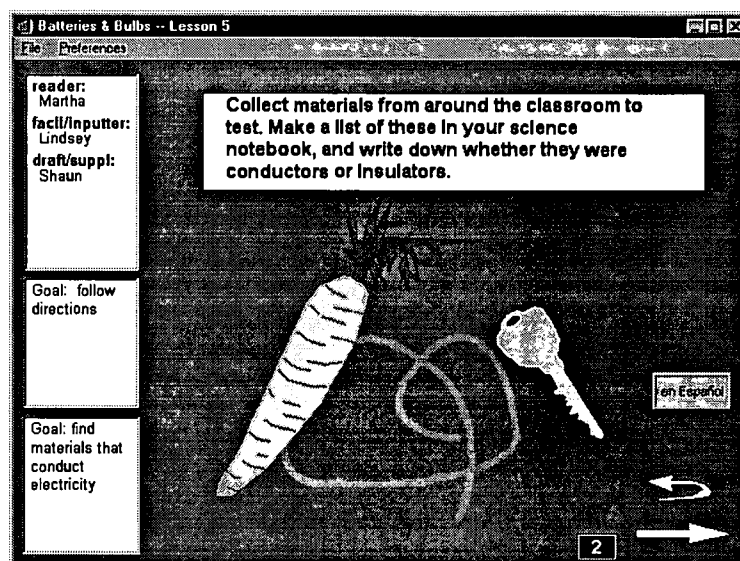 Batteries & Bulbs -- Lesson 5
File Preferences
reader:
Martha
facil/inputter:
Lindsey
draft/suppl:
Shaun
Goal: follow
directions
Goal: find
materials that
conduct
electricity
Collect materials from around the classroom to
test. Make a list of these in your science
notebook, and write down whether they were
conductors or insulators.
en Español
2